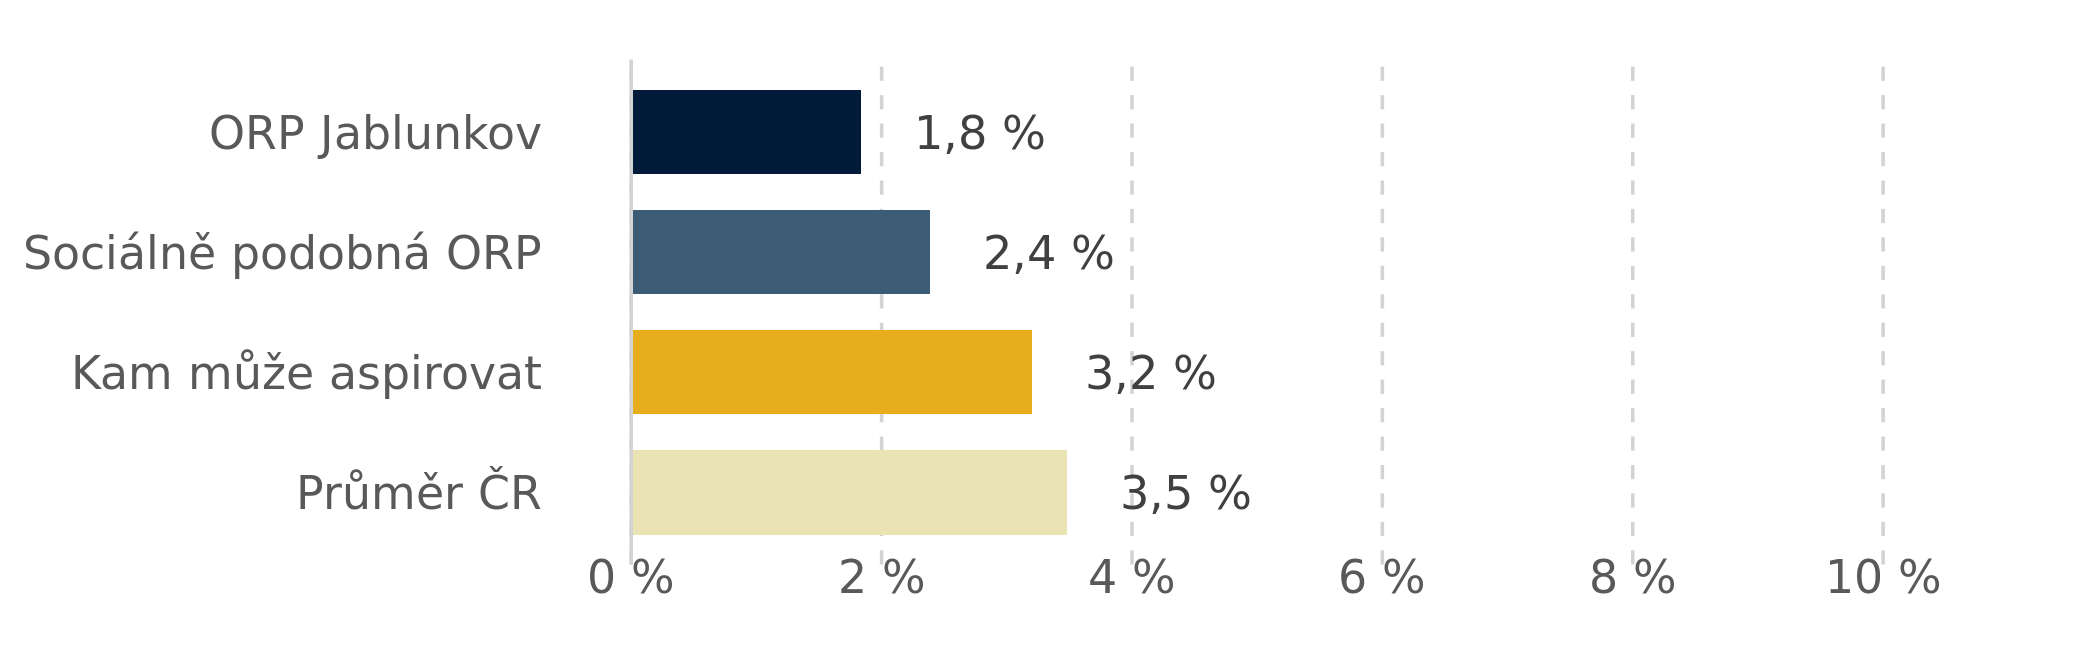 ORP Jablunkov 1,8 %
Sociálně podobná ORP 2,4 %
Kam může aspirovat 3,2 %
Průměr ČR 3,5 %
0 % 2 % 4 % 6 % 8 % 10 %